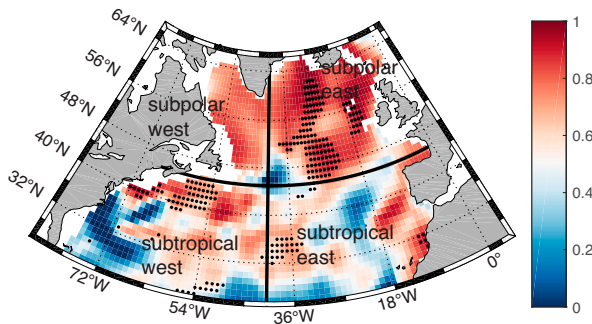 64°N
56°N
48°N
40°N
32°N
72°W
54°W
36°W
18°W
0°
subpolar
west
subpolar
east
subtropical
west
subtropical
east
1
0.8
0.6
0.4
0.2
0